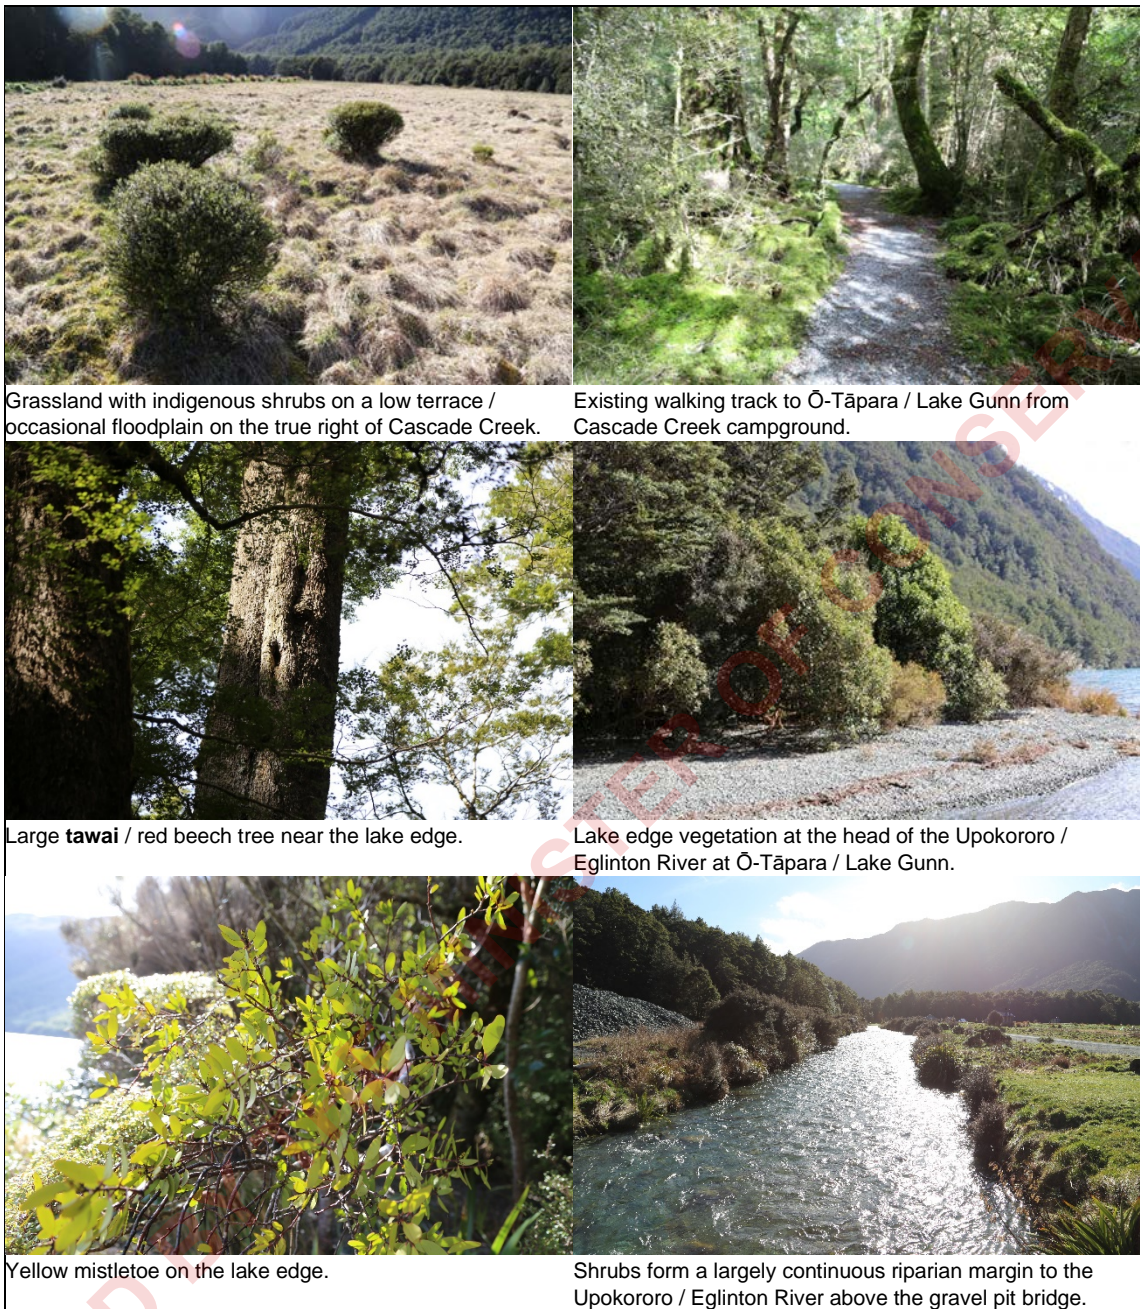 Grassland with indigenous shrubs on a low terrace /
occasional floodplain on the true right of Cascade Creek.
Existing walking track to Ō-Tāpara / Lake Gunn from
Cascade Creek campground.
Large tawai / red beech tree near the lake edge.
Lake edge vegetation at the head of the Upokororo /
Eglinton River at Ō-Tāpara / Lake Gunn.
Yellow mistletoe on the lake edge.
Shrubs form a largely continuous riparian margin to the
Upokororo / Eglinton River above the gravel pit bridge.
MINISTER OF CONSERV